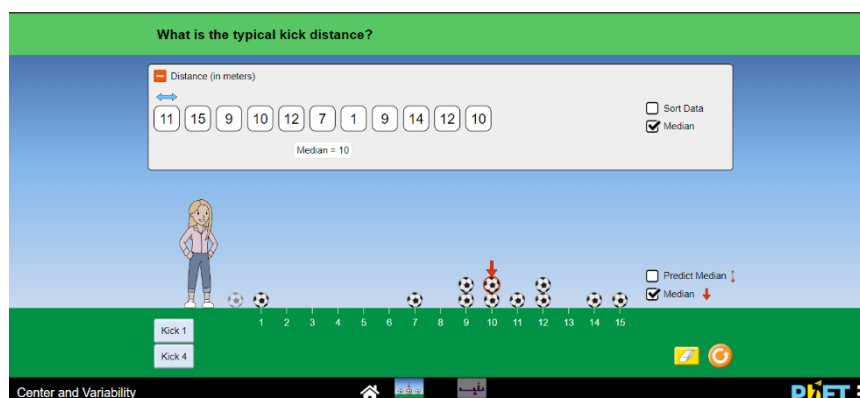 What is the typical kick distance?
Distance (in meters)
11 15 9 10 12 7 1 9 14 12 10
Sort Data
Median
Median = 10
Predict Median
Median
1 2 3 4 5 6 7 8 9 10 11 12 13 14 15
Kick 1
Kick 4
Center and Variability
PhET